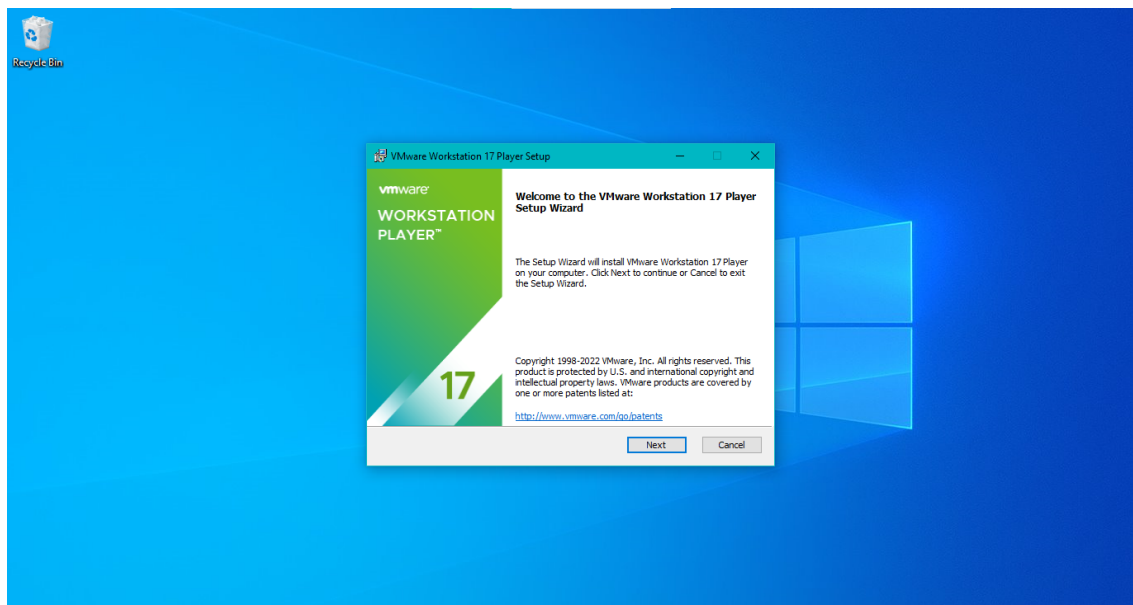 Recycle Bin
VMware Workstation 17 Player Setup
vmware
WORKSTATION
PLAYER™
17
Welcome to the VMware Workstation 17 Player
Setup Wizard
The Setup Wizard will install VMware Workstation 17 Player
on your computer. Click Next to continue or Cancel to exit
the Setup Wizard.
Copyright 1998-2022 VMware, Inc. All rights reserved. This
product is protected by U.S. and international copyright and
intellectual property laws. VMware products are covered by
one or more patents listed at:
http://www.vmware.com/go/patents
Next
Cancel